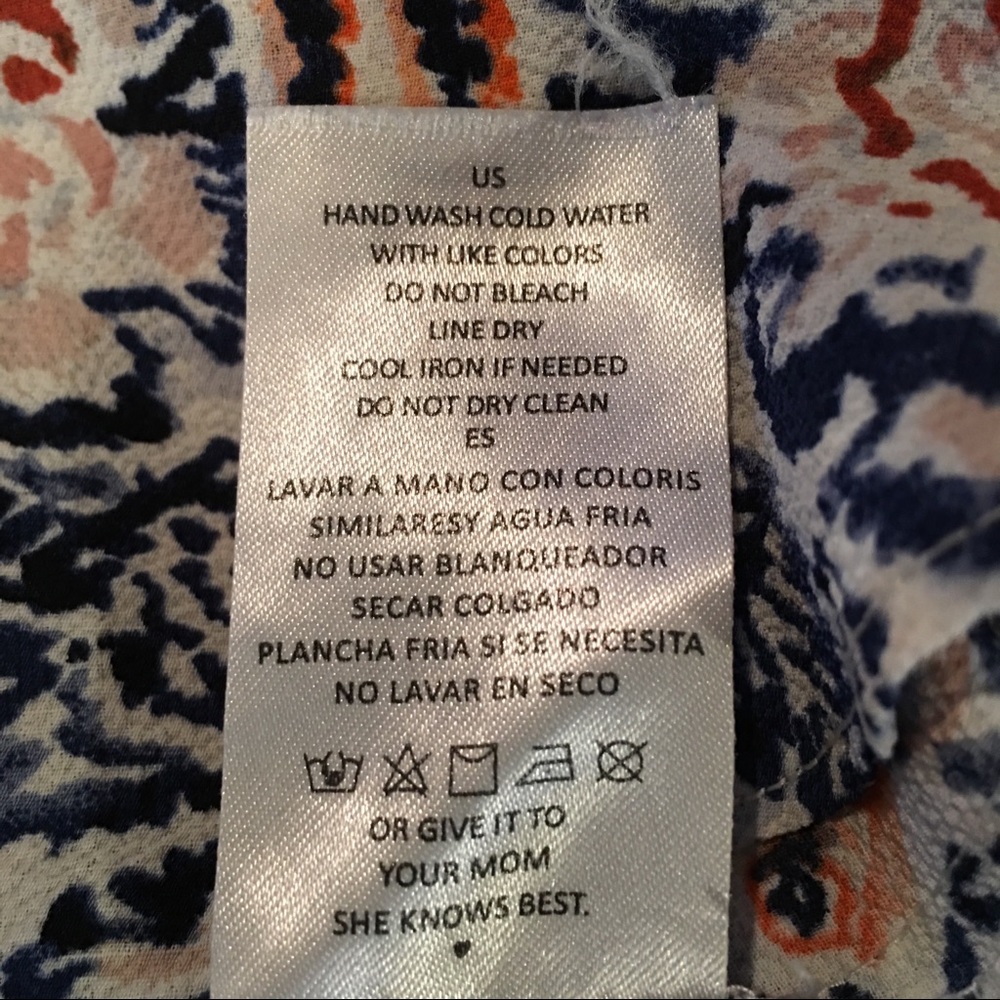 US
HAND WASH COLD WATER
WITH LIKE COLORS
DO NOT BLEACH
LINE DRY
COOL IRON IF NEEDED
DO NOT DRY CLEAN
ES
LAVAR A MANO CON COLORIS
SIMILARESY AGUA FRIA
NO USAR BLANQUEADOR
SECAR COLGADO
PLANCHA FRIA SI SE NECESITA
NO LAVAR EN SECO
OR GIVE IT TO
YOUR MOM
SHE KNOWS BEST.